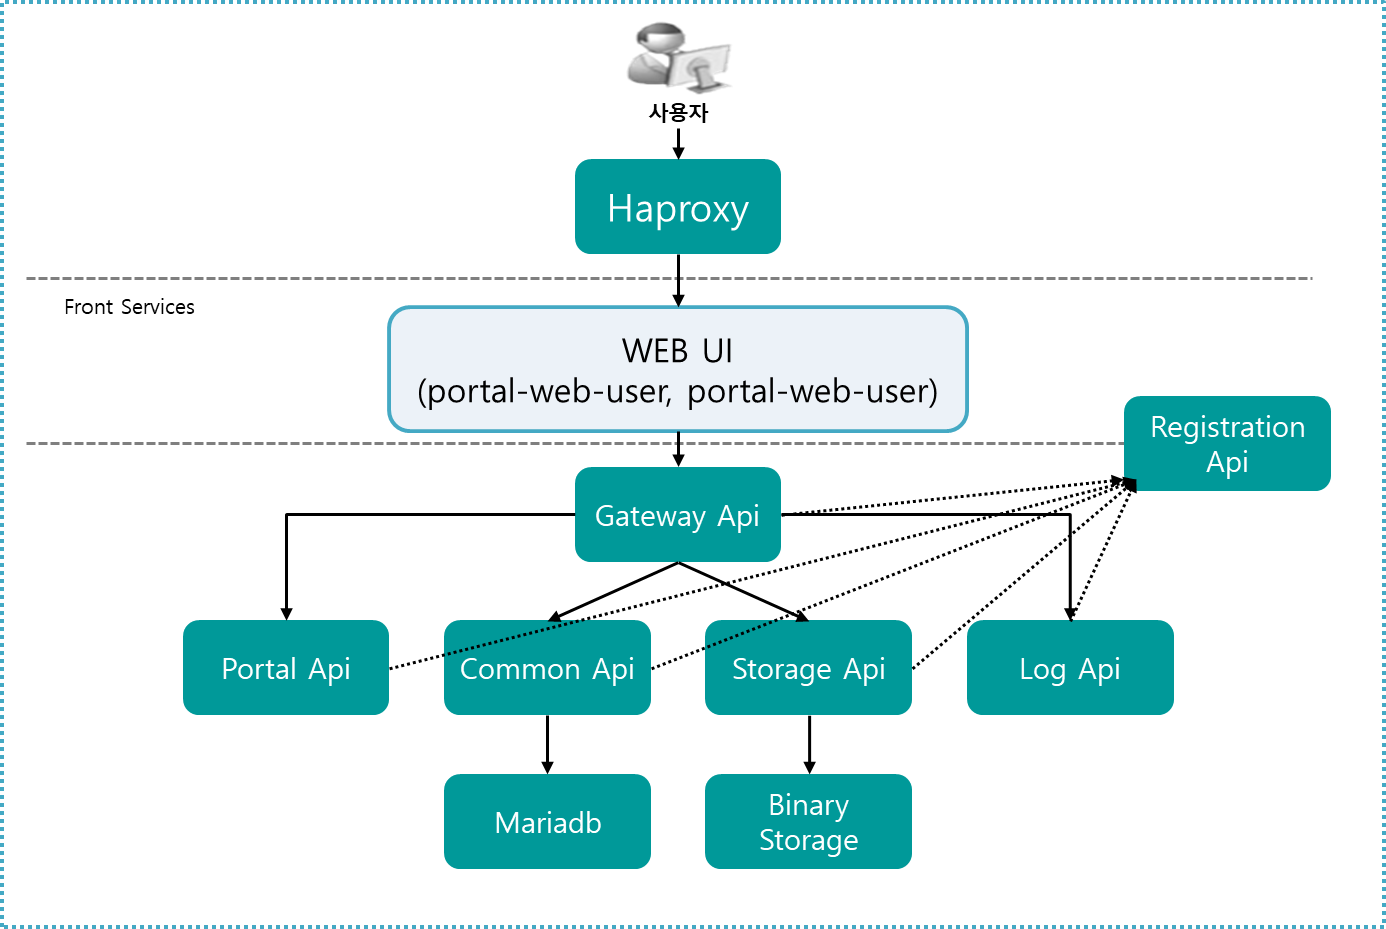 사용자
Haproxy
Front Services
WEB UI
(portal-web-user, portal-web-user)
Registration
Api
Gateway Api
Portal Api
Common Api
Storage Api
Log Api
Mariadb
Binary
Storage